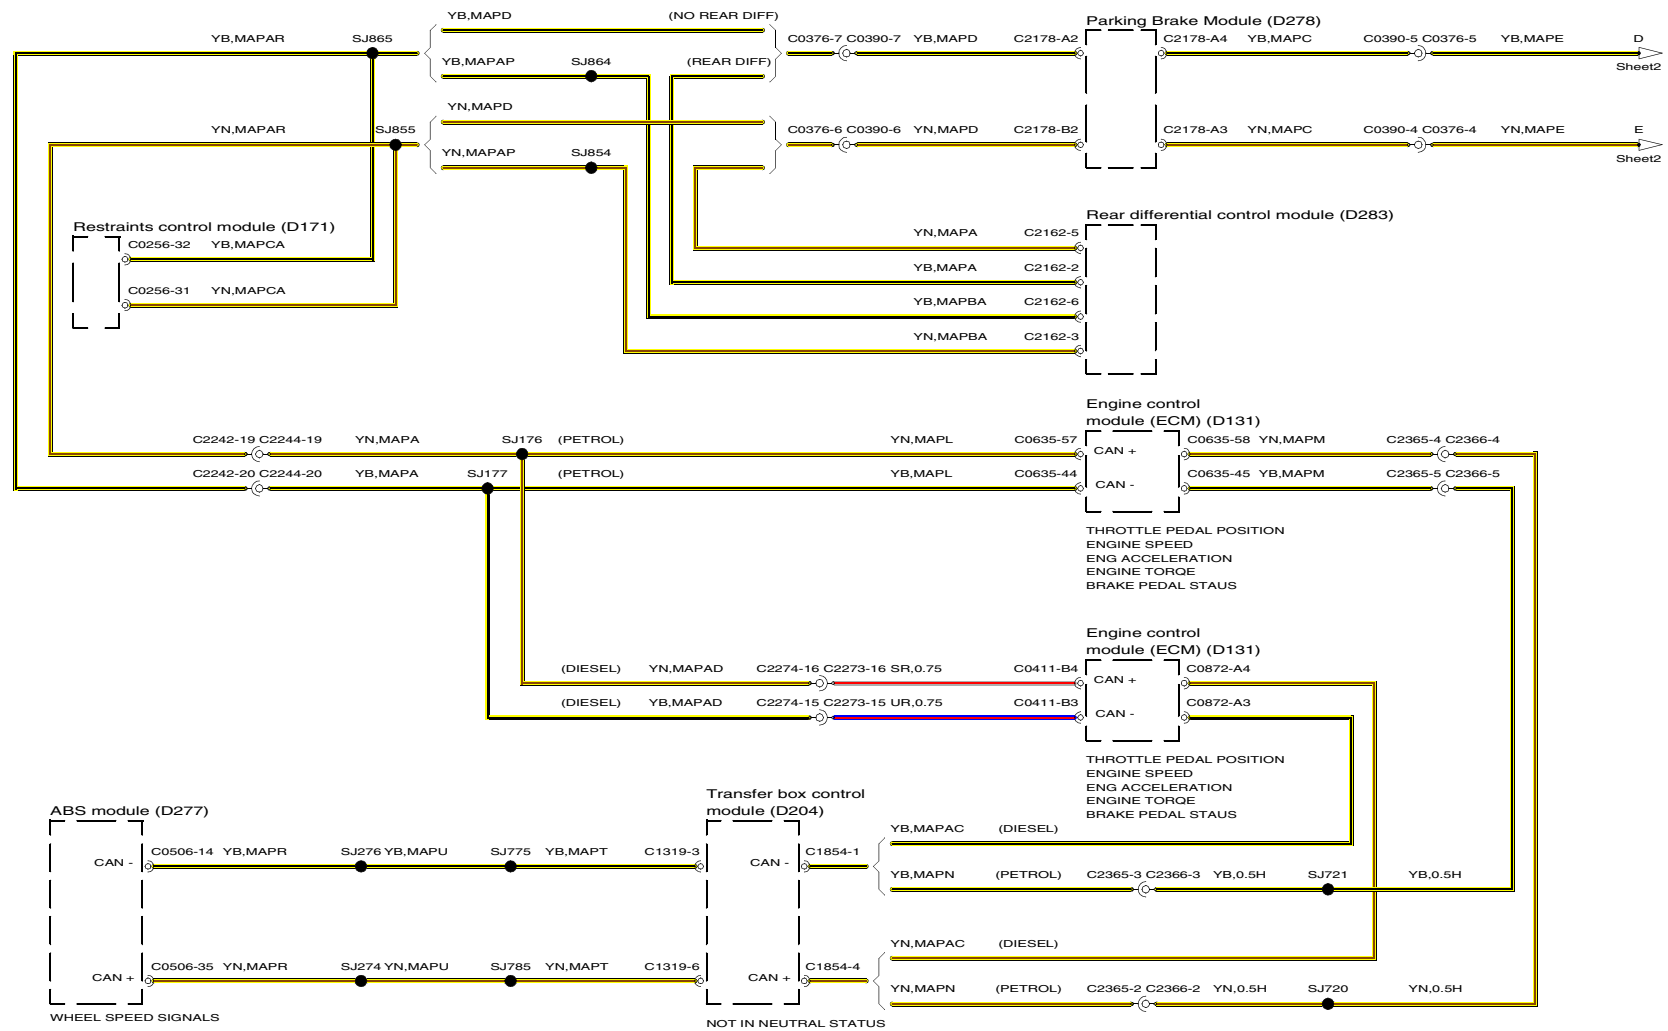 YB,MAPD (NO REAR DIFF) Parking Brake Module (D278)
YB,MAPAR SJ865 C0376-7 C0390-7 YB,MAPD C2178-A2 C2178-A4 YB,MAPC C0390-5 C0376-5 YB,MAPE D
YB,MAPAP SJ864 (REAR DIFF) Sheet2
YN,MAPD
YN,MAPAR SJ855 C0376-6 C0390-6 YN,MAPD C2178-B2 C2178-A3 YN,MAPC C0390-4 C0376-4 YN,MAPE E
YN,MAPAP SJ854 Sheet2
Rear differential control module (D283)
Restraints control module (D171)
YN,MAPA C2162-5
C0256-32 YB,MAPCA
YB,MAPA C2162-2
C0256-31 YN,MAPCA
YB,MAPBA C2162-6
YN,MAPBA C2162-3
Engine control
module (ECM) (D131)
C2242-19 C2244-19 YN,MAPA SJ176 (PETROL) YN,MAPL C0635-57 CAN + C0635-58 YN,MAPM C2365-4 C2366-4
C2242-20 C2244-20 YB,MAPA SJ177 (PETROL) YB,MAPL C0635-44 CAN - C0635-45 YB,MAPM C2365-5 C2366-5
THROTTLE PEDAL POSITION
ENGINE SPEED
ENG ACCELERATION
ENGINE TORQE
BRAKE PEDAL STAUS
Engine control
module (ECM) (D131)
(DIESEL) YN,MAPAD C2274-16 C2273-16 SR,0.75 C0411-B4 CAN + C0872-A4
(DIESEL) YB,MAPAD C2274-15 C2273-15 UR,0.75 C0411-B3 CAN - C0872-A3
THROTTLE PEDAL POSITION
ENGINE SPEED
ENG ACCELERATION
ENGINE TORQE
BRAKE PEDAL STAUS
Transfer box control
module (D204)
ABS module (D277)
YB,MAPAC (DIESEL)
CAN - C0506-14 YB,MAPR SJ276 YB,MAPU SJ775 YB,MAPT C1319-3 CAN - C1854-1
YB,MAPN (PETROL) C2365-3 C2366-3 YB,0.5H SJ721 YB,0.5H
YN,MAPAC (DIESEL)
CAN + C0506-35 YN,MAPR SJ274 YN,MAPU SJ785 YN,MAPT C1319-6 CAN + C1854-4
YN,MAPN (PETROL) C2365-2 C2366-2 YN,0.5H SJ720 YN,0.5H
WHEEL SPEED SIGNALS
NOT IN NEUTRAL STATUS